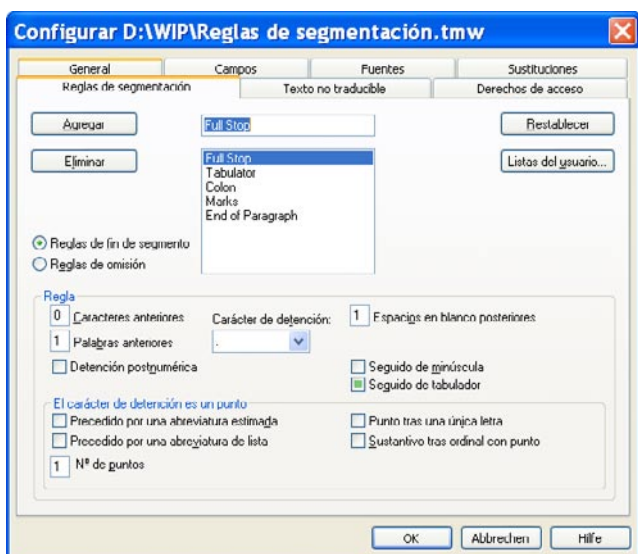 Configurar D:\WIP\Reglas de segmentación.tmw
General Campos Fuentes Sustituciones
Reglas de segmentación Texto no traducible Derechos de acceso
Agregar Full Stop Restablecer
Eliminar Full Stop Listas del usuario...
Tabulator
Colon
Marks
End of Paragraph
Reglas de fin de segmento
Reglas de omisión
Regla
0 Caracteres anteriores Carácter de detención: 1 Espacios en blanco posteriores
1 Palabras anteriores .
Detención postnumérica Seguido de minúscula
Seguido de tabulador
El carácter de detención es un punto
Precedido por una abreviatura estimada Punto tras una única letra
Precedido por una abreviatura de lista Sustantivo tras ordinal con punto
1 Nº de puntos
OK Abbrechen Hilfe